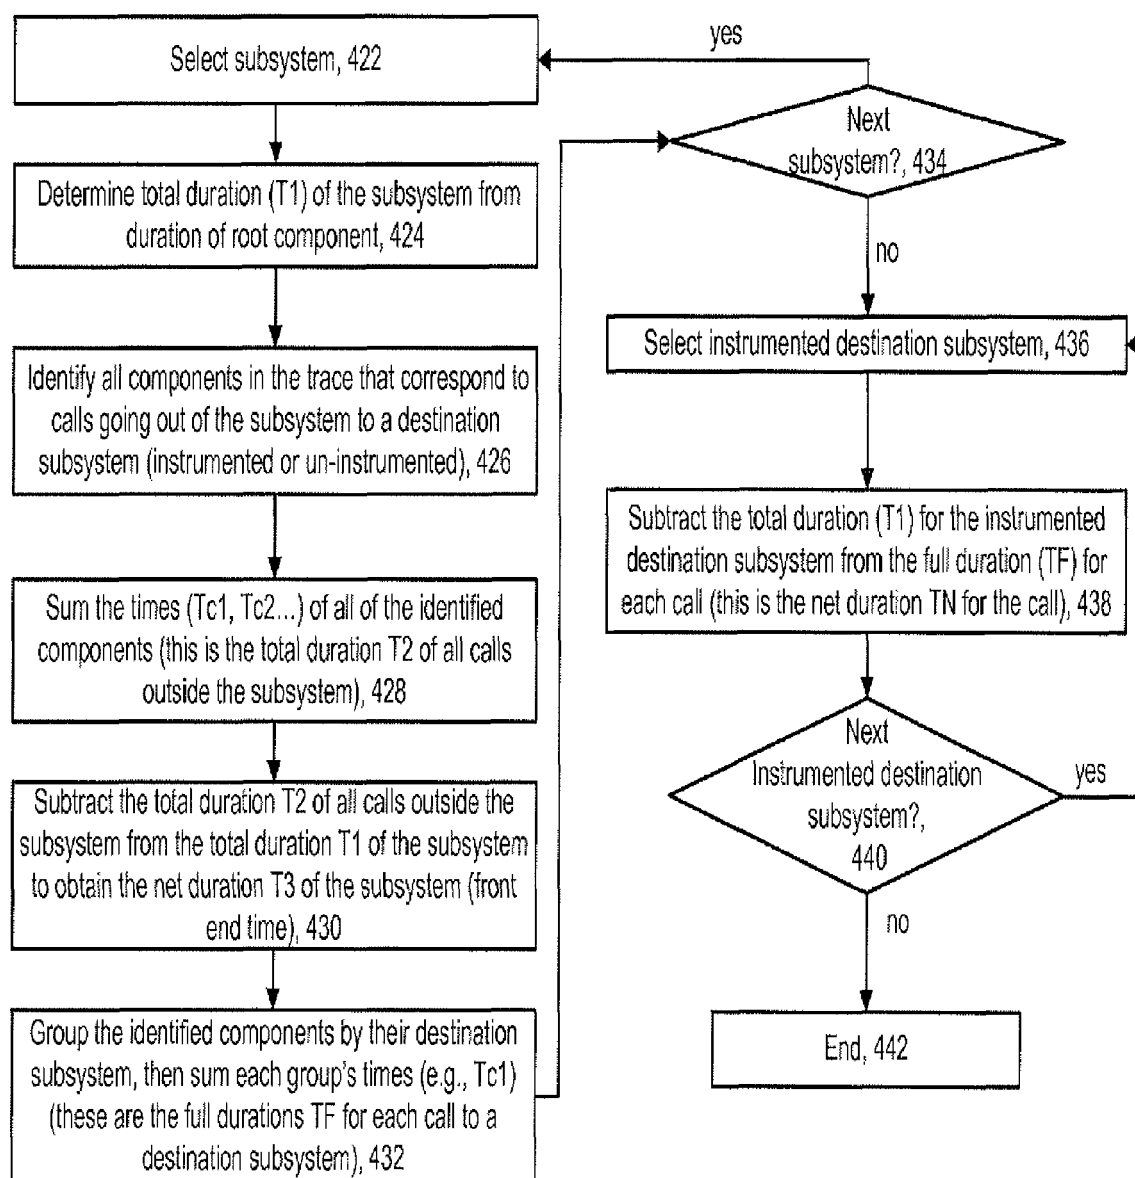 Select subsystem, 422
Determine total duration (T1) of the subsystem from
duration of root component, 424
Identify all components in the trace that correspond to
calls going out of the subsystem to a destination
subsystem (instrumented or un-instrumented), 426
Sum the times (Tc1, Tc2...) of all of the identified
components (this is the total duration T2 of all calls
outside the subsystem), 428
Subtract the total duration T2 of all calls outside the
subsystem from the total duration T1 of the subsystem
to obtain the net duration T3 of the subsystem (front
end time), 430
Group the identified components by their destination
subsystem, then sum each group's times (e.g., Tc1)
(these are the full durations TF for each call to a
destination subsystem), 432
yes
Next
subsystem?, 434
no
Select instrumented destination subsystem, 436
Subtract the total duration (T1) for the instrumented
destination subsystem from the full duration (TF) for
each call (this is the net duration TN for the call), 438
Next
Instrumented destination
subsystem?,
440
yes
no
End, 442